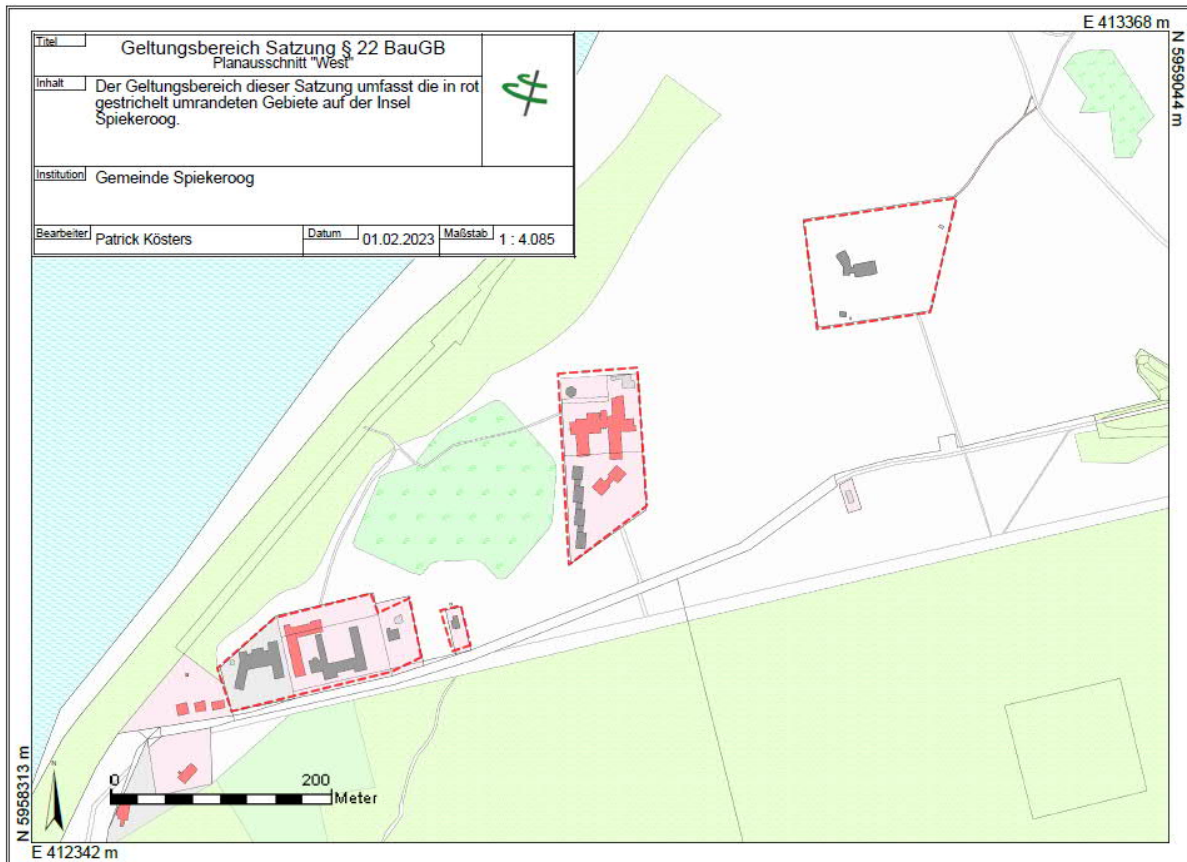 E 413368 m
N 5959044 m
Titel
Geltungsbereich Satzung § 22 BauGB
Planausschnitt "West"
Inhalt
Der Geltungsbereich dieser Satzung umfasst die in rot
gestrichelt umrandeten Gebiete auf der Insel
Spiekeroog.
Institution
Gemeinde Spiekeroog
Bearbeiter Patrick Kösters
Datum 01.02.2023
Maßstab 1 : 4.085
N 5958313 m
N
0 200
Meter
E 412342 m